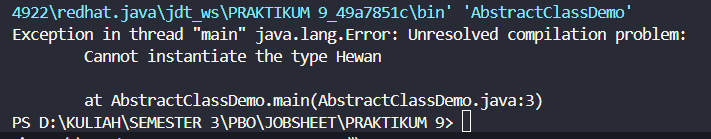 4922\redhat.java\jdt_ws\PRAKTIKUM 9_49a7851c\bin' 'AbstractClassDemo'
Exception in thread "main" java.lang.Error: Unresolved compilation problem:
        Cannot instantiate the type Hewan
        at AbstractClassDemo.main(AbstractClassDemo.java:3)
PS D:\KULIAH\SEMESTER 3\PBO\JOBSHEET\PRAKTIKUM 9>